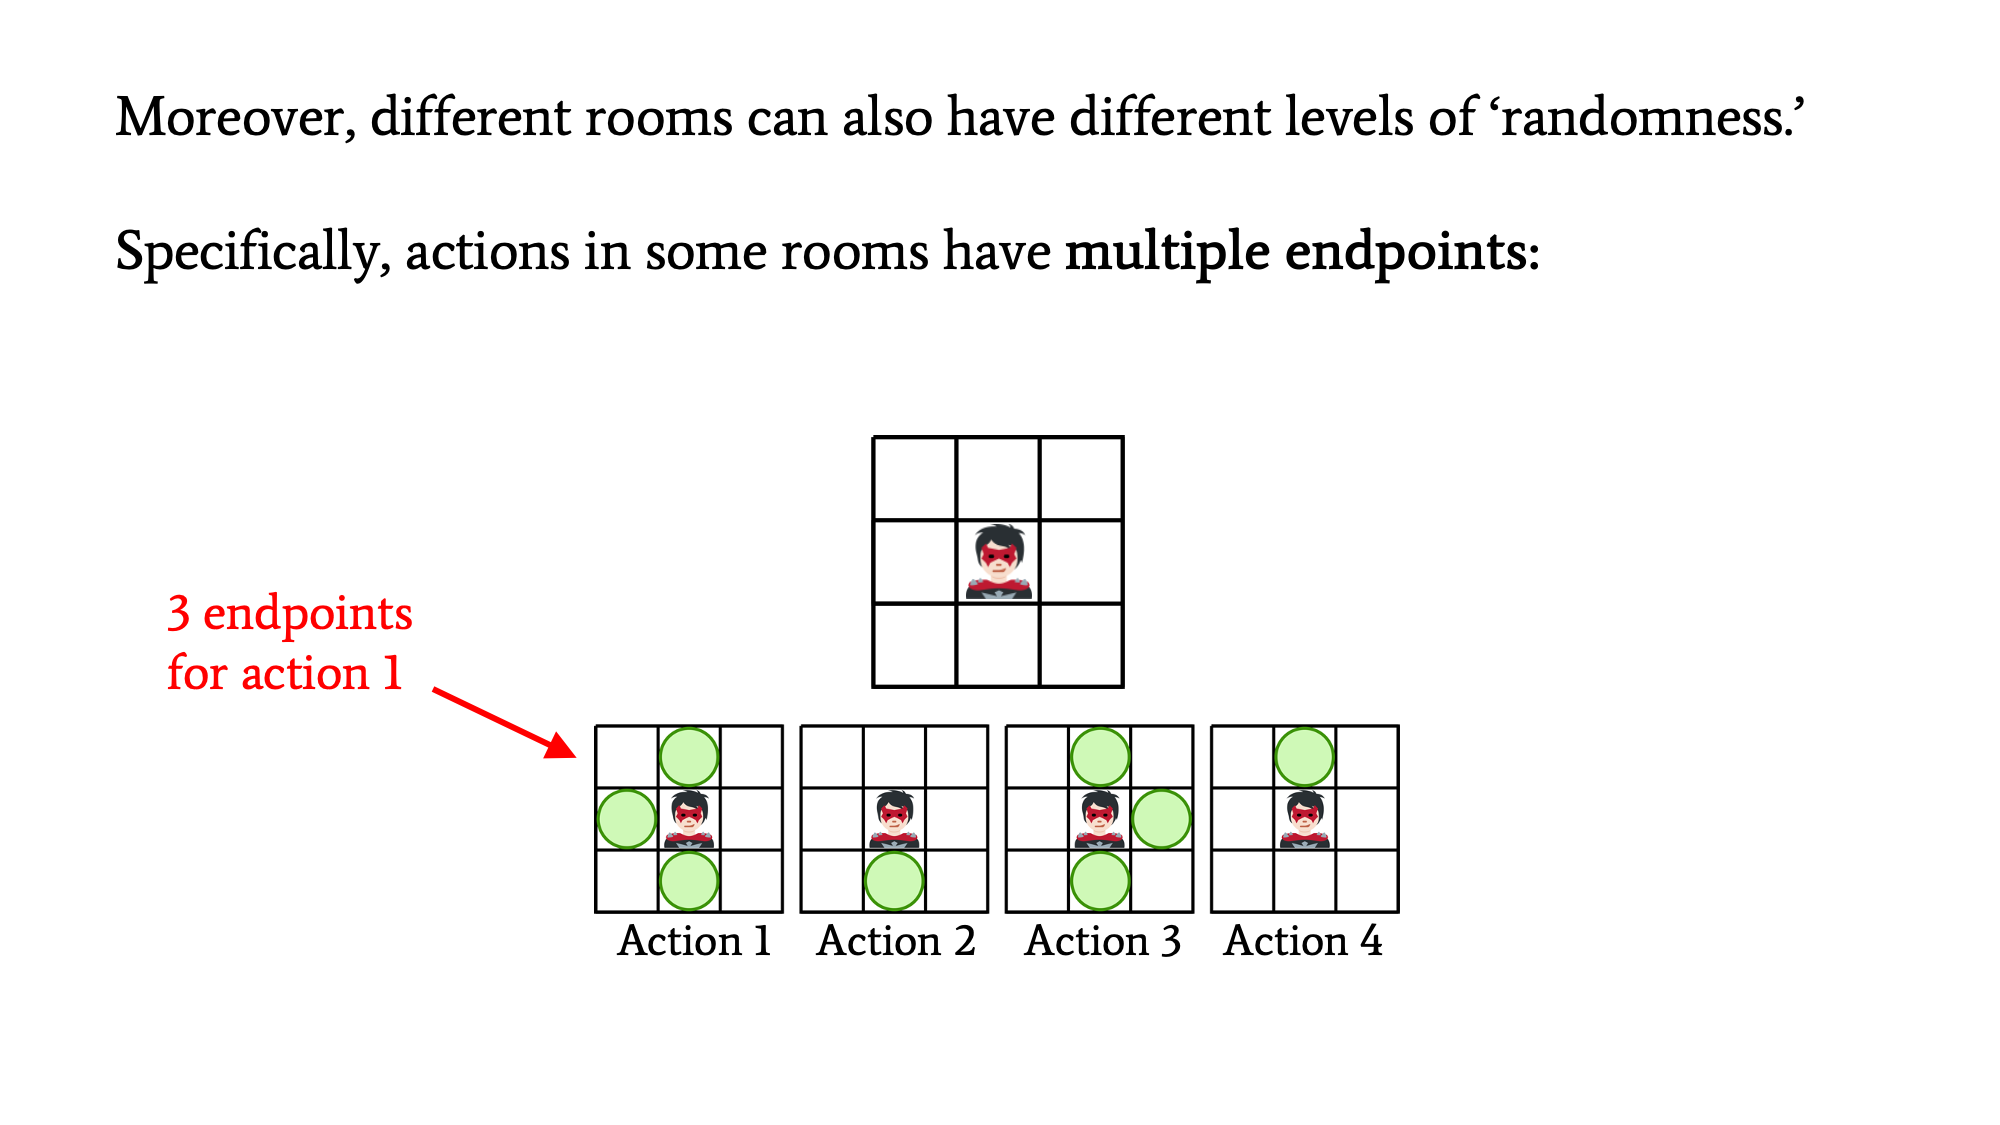 Moreover, different rooms can also have different levels of ‘randomness.’
Specifically, actions in some rooms have multiple endpoints:
3 endpoints
for action 1
Action 1
Action 2
Action 3
Action 4